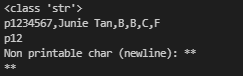 <class 'str'>
p1234567,Junie Tan,B,B,C,F
p12
Non printable char (newline): **
**